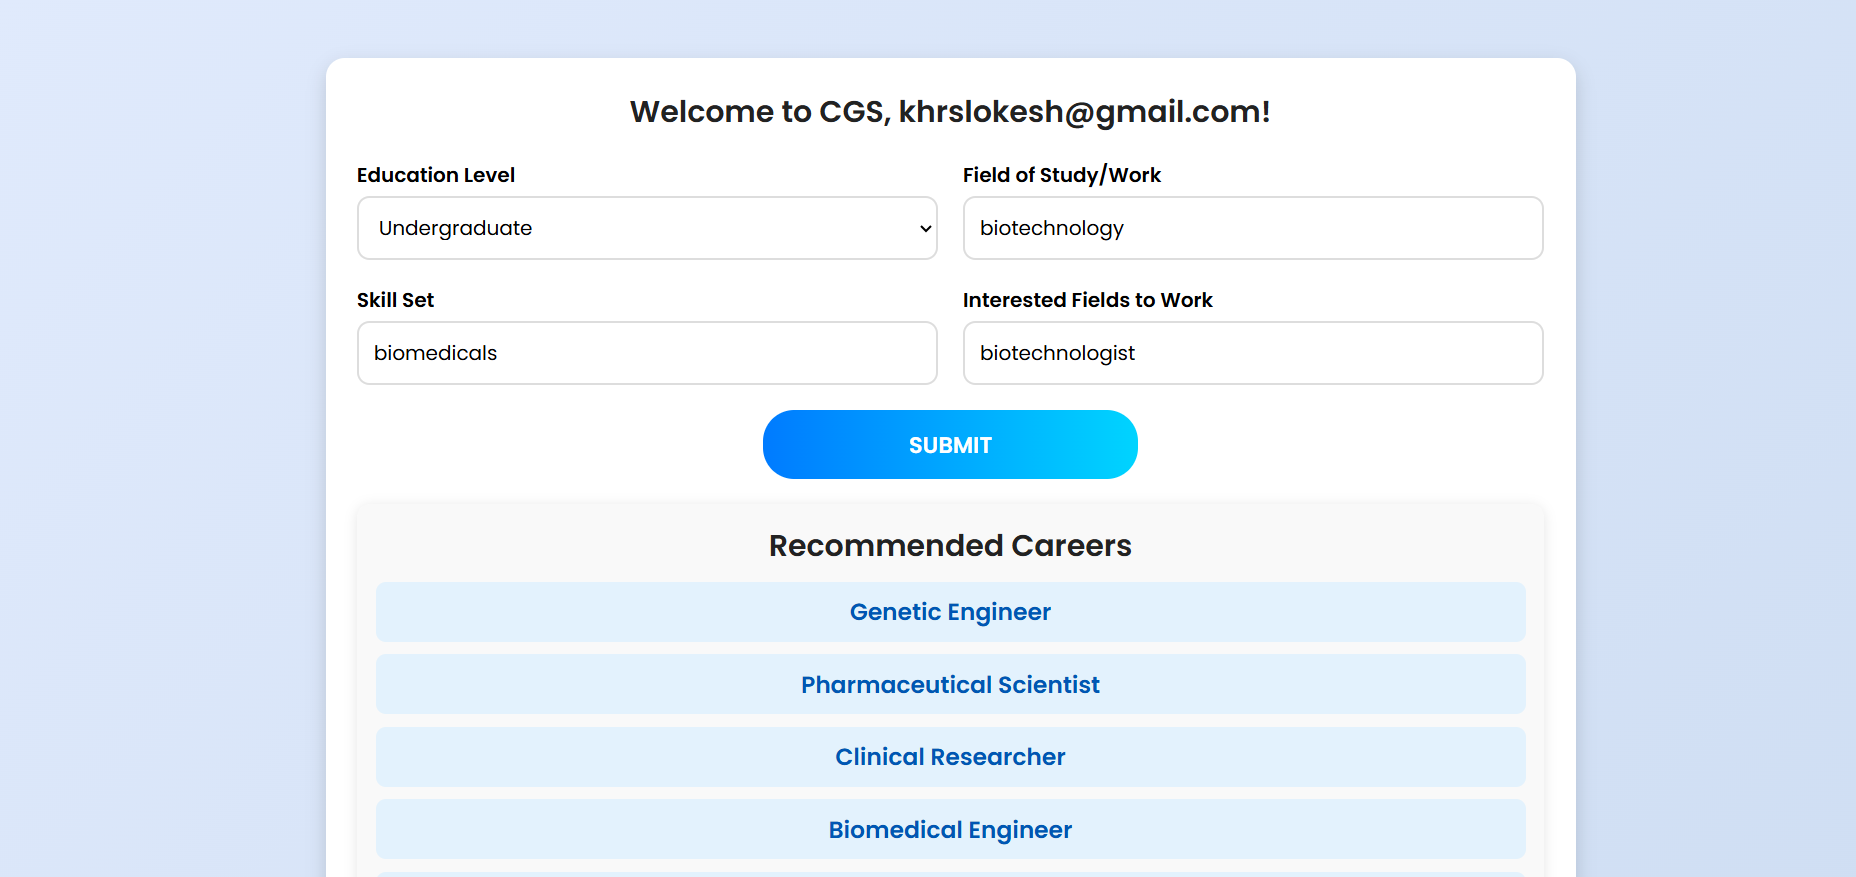 Welcome to CGS, khrslokesh@gmail.com!
Education Level
Field of Study/Work
Undergraduate
biotechnology
Skill Set
Interested Fields to Work
biomedicals
biotechnologist
SUBMIT
Recommended Careers
Genetic Engineer
Pharmaceutical Scientist
Clinical Researcher
Biomedical Engineer